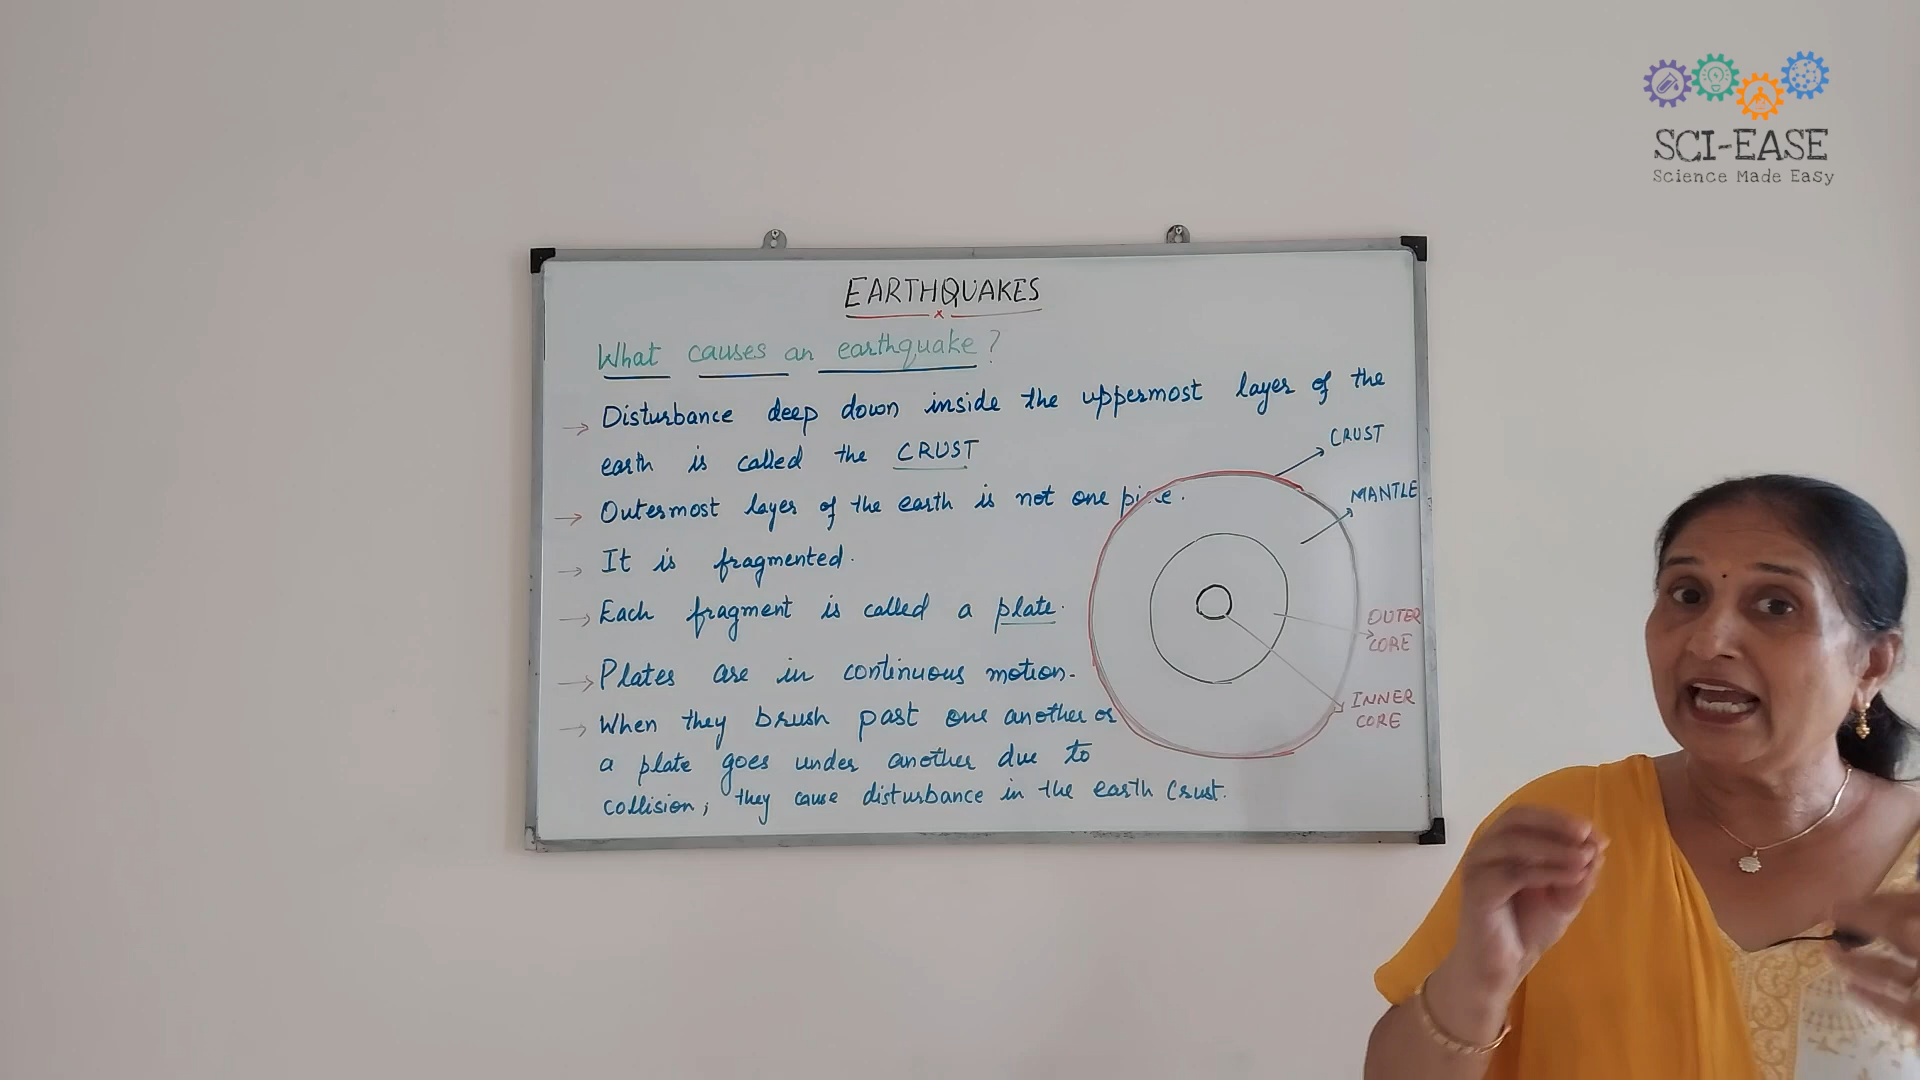 SCI-EASE
Science Made Easy
EARTHQUAKES
What causes an earthquake?
→ Disturbance deep down inside the uppermost layer of the
earth is called the CRUST
→ Outermost layer of the earth is not one piece.
→ It is fragmented.
→ Each fragment is called a plate.
→ Plates are in continuous motion.
→ When they brush past one another or
a plate goes under another due to
collision, they cause disturbance in the earth Crust.
CRUST
MANTLE
OUTER
CORE
INNER
CORE